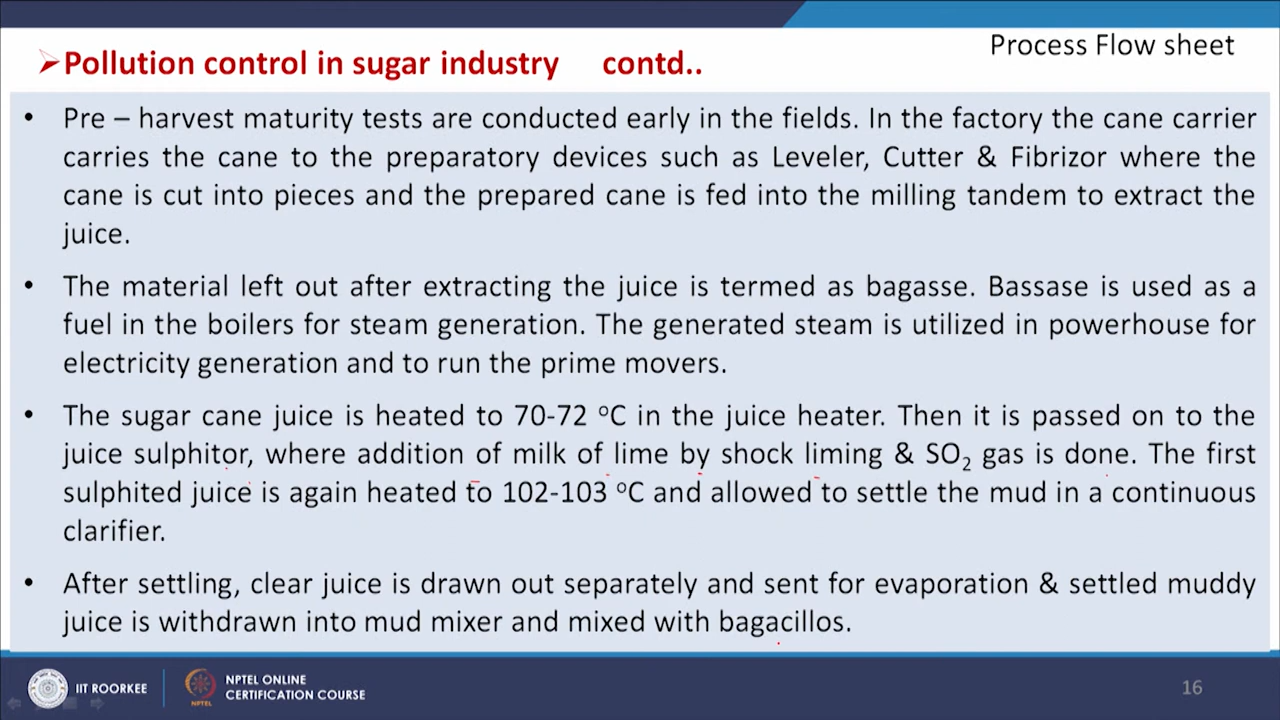 Process Flow sheet
➢Pollution control in sugar industry contd..
• Pre – harvest maturity tests are conducted early in the fields. In the factory the cane carrier
carries the cane to the preparatory devices such as Leveler, Cutter & Fibrizor where the
cane is cut into pieces and the prepared cane is fed into the milling tandem to extract the
juice.
• The material left out after extracting the juice is termed as bagasse. Bassase is used as a
fuel in the boilers for steam generation. The generated steam is utilized in powerhouse for
electricity generation and to run the prime movers.
• The sugar cane juice is heated to 70-72 °C in the juice heater. Then it is passed on to the
juice sulphitor, where addition of milk of lime by shock liming & SO₂ gas is done. The first
sulphited juice is again heated to 102-103 °C and allowed to settle the mud in a continuous
clarifier.
• After settling, clear juice is drawn out separately and sent for evaporation & settled muddy
juice is withdrawn into mud mixer and mixed with bagacillos.
IIT ROORKEE
NPTEL
NPTEL ONLINE
CERTIFICATION COURSE
16